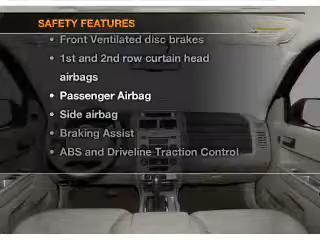 SAFETY FEATURES
• Front Ventilated disc brakes
• 1st and 2nd row curtain head
airbags
• Passenger Airbag
• Side airbag
• Braking Assist
• ABS and Driveline Traction Control